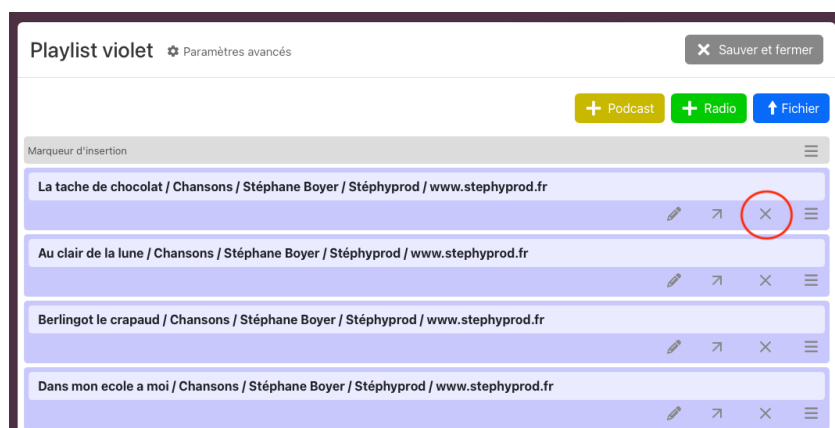 Playlist violet Paramètres avancés Sauver et fermer
Podcast Radio Fichier
Marqueur d'insertion
La tache de chocolat / Chansons / Stéphane Boyer / Stéphyprod / www.stephyprod.fr
Au clair de la lune / Chansons / Stéphane Boyer / Stéphyprod / www.stephyprod.fr
Berlingot le crapaud / Chansons / Stéphane Boyer / Stéphyprod / www.stephyprod.fr
Dans mon ecole a moi / Chansons / Stéphane Boyer / Stéphyprod / www.stephyprod.fr